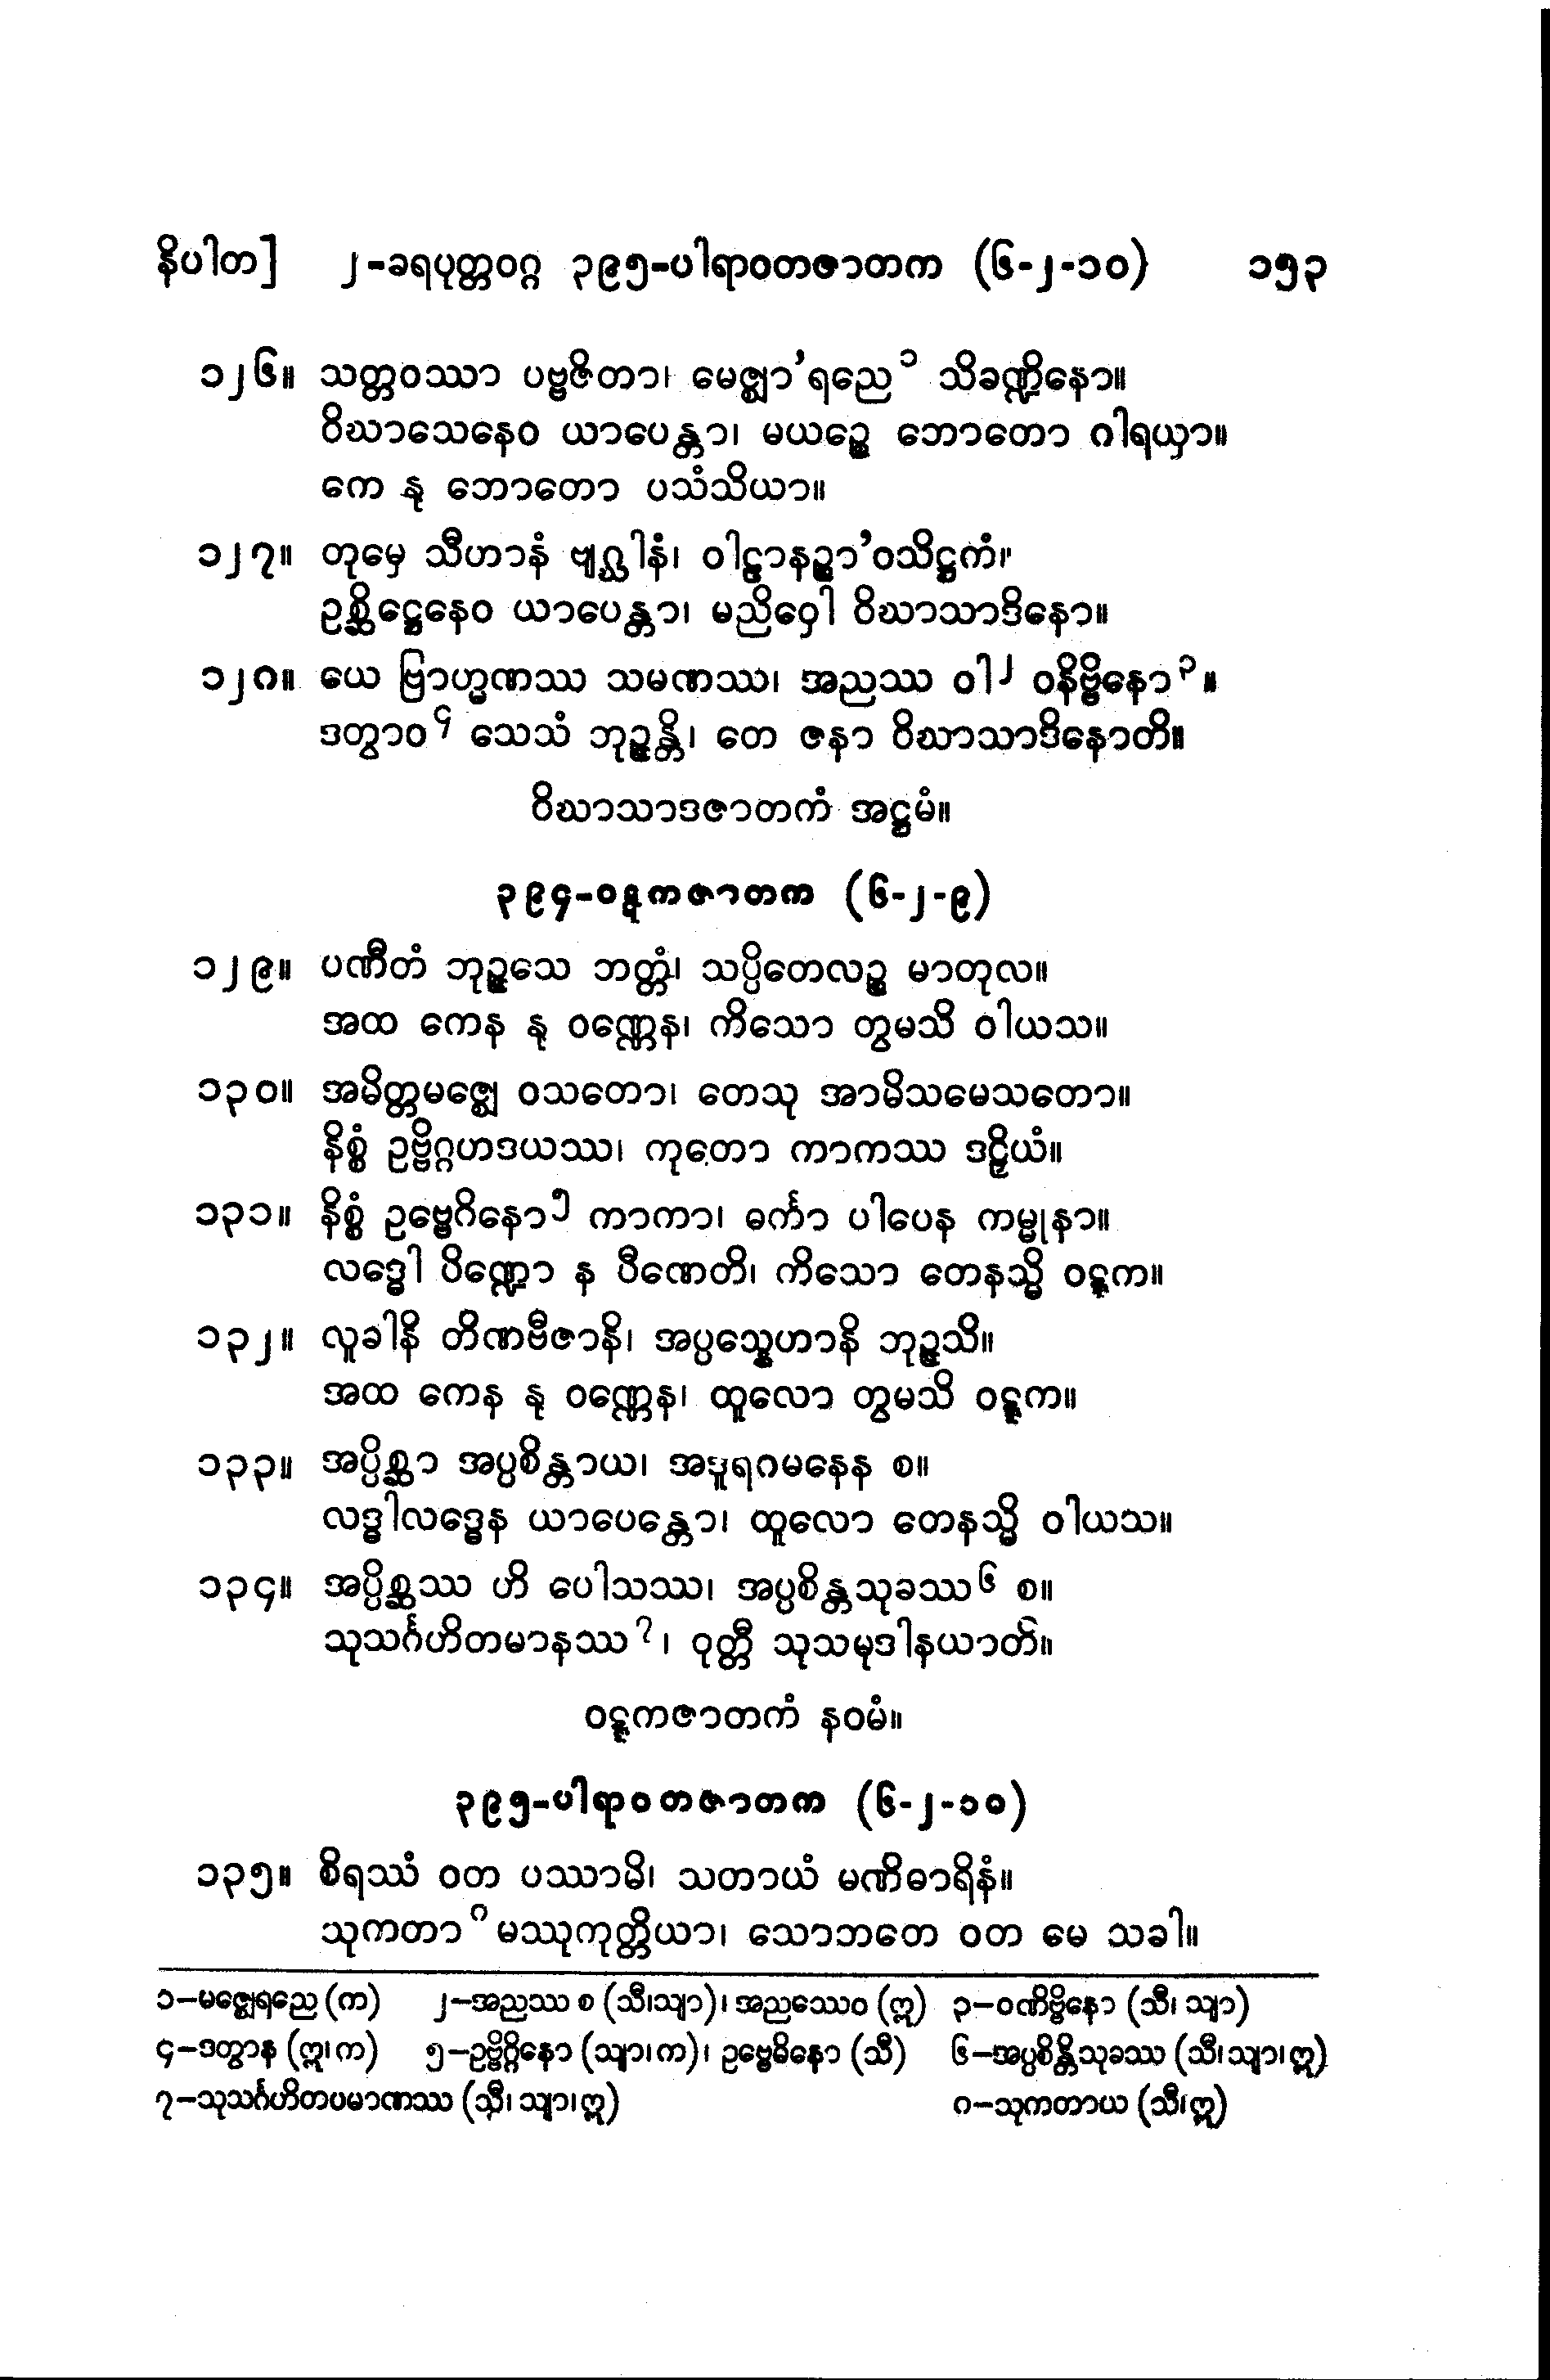 နိပါတ] ၂-ခရပုတ္တဝဂ္ဂ ၃၉၅-ပါရာဝတဇာတက (၆-၂-၁၀) ၁၅၃
၁၂၆။ သတ္တဝဿာ ပဗ္ဗဇိတာ၊ မေဇ္ဈာ’ရညေ၁ သိခဏ္ဍိနော။
ဝိဃာသေနေဝ ယာပေန္တာ၊ မယဉ္စေ ဘောတော ဂါရယှာ။
ကေ နု ဘောတော ပသံသိယာ။
၁၂၇။ တုမှေ သီဟာနံ ဗျဂ္ဃါနံ၊ ဝါဠာနဉ္စာ’ဝသိဋ္ဌကံ။
ဥစ္ဆိဋ္ဌေနေဝ ယာပေန္တာ၊ မညိဝှေါ ဝိဃာသာဒိနော။
၁၂၈။ ယေ ဗြာဟ္မဏဿ သမဏဿ၊ အညဿ ဝါ၂ ဝနိဗ္ဗိနော၃။
ဒတွာဝ၄ သေသံ ဘုဉ္ဇန္တိ၊ တေ ဇနာ ဝိဃာသာဒိနောတိ။
ဝိဃာသာဒဇာတကံ အဋ္ဌမံ။
၃၉၄-ဝဋ္ဋကဇာတက (၆-၂-၉)
၁၂၉။ ပဏီတံ ဘုဉ္ဇသေ ဘတ္တံ၊ သပ္ပိတေလဉ္စ မာတုလ။
အထ ကေန နု ဝဏ္ဏေန၊ ကိသော တွမသိ ဝါယသ။
၁၃၀။ အမိတ္တမဇ္ဈေ ဝသတော၊ တေသု အာမိသမေသတော။
နိစ္စံ ဥဗ္ဗိဂ္ဂဟဒယဿ၊ ကုတော ကာကဿ ဒဠှိယံ။
၁၃၁။ နိစ္စံ ဥဗ္ဗေဂိနော၅ ကာကာ၊ ဓင်္ကာ ပါပေန ကမ္မုနာ။
လဒ္ဓေါ ပိဏ္ဍော န ပီဏေတိ၊ ကိသော တေနသ္မိ ဝဋ္ဋက။
၁၃၂။ လူခါနိ တိဏဗီဇာနိ၊ အပ္ပသ္နေဟာနိ ဘုဉ္ဇသိ။
အထ ကေန နု ဝဏ္ဏေန၊ ထူလော တွမသိ ဝဋ္ဋက။
၁၃၃။ အပ္ပိစ္ဆာ အပ္ပစိန္တာယ၊ အဒူရဂမနေန စ။
လဒ္ဓါလဒ္ဓေန ယာပေန္တော၊ ထူလော တေနသ္မိ ဝါယသ။
၁၃၄။ အပ္ပိစ္ဆဿ ဟိ ပေါသဿ၊ အပ္ပစိန္တသုခဿ၆ စ။
သုသင်္ဂဟိတမာနဿ၇၊ ဝုတ္တီ သုသမုဒါနယာတိ။
ဝဋ္ဋကဇာတကံ နဝမံ။
၃၉၅-ပါရာဝတဇာတက (၆-၂-၁၀)
၁၃၅။ စိရဿံ ဝတ ပဿာမိ၊ သဟာယံ မဏိဓာရိနံ။
သုကတာ၈ မဿုကုတ္တိယာ၊ သောဘတေ ဝတ မေ သခါ။
၁–မဇ္ဈေရညေ (က) ၂–အညဿ စ (သီ၊သျာ)၊ အညဿေဝ (ဣ) ၃–ဝဏိဗ္ဗိနော (သီ၊ သျာ)
၄–ဒတွာန (ဣ၊က) ၅–ဥဗ္ဗိဂ္ဂိနော (သျာ၊က)၊ ဥဗ္ဗေဓိနော (သီ) ၆–အပ္ပစိန္တိသုခဿ (သီ၊သျာ၊ဣ)
၇–သုသင်္ဂဟိတပမာဏဿ (သီ၊ သျာ၊ဣ) ၈–သုကတာယ (သီ၊ဣ)